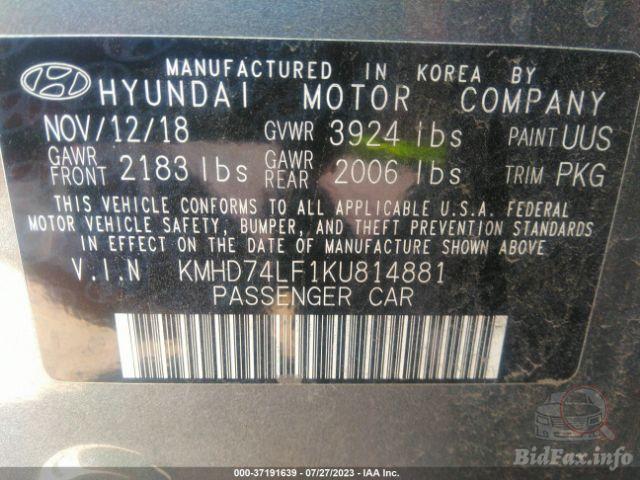 MANUFACTURED IN KOREA BY
HYUNDAI MOTOR COMPANY
NOV/12/18 GVWR 3924 lbs PAINT UUS
GAWR FRONT 2183 lbs GAWR REAR 2006 lbs TRIM PKG
THIS VEHICLE CONFORMS TO ALL APPLICABLE U.S.A. FEDERAL
MOTOR VEHICLE SAFETY, BUMPER, AND THEFT PREVENTION STANDARDS
IN EFFECT ON THE DATE OF MANUFACTURE SHOWN ABOVE.
V.I.N KMHD74LF1KU814881
PASSENGER CAR
BidFax.info
000-37191639 - 07/27/2023 - IAA Inc.